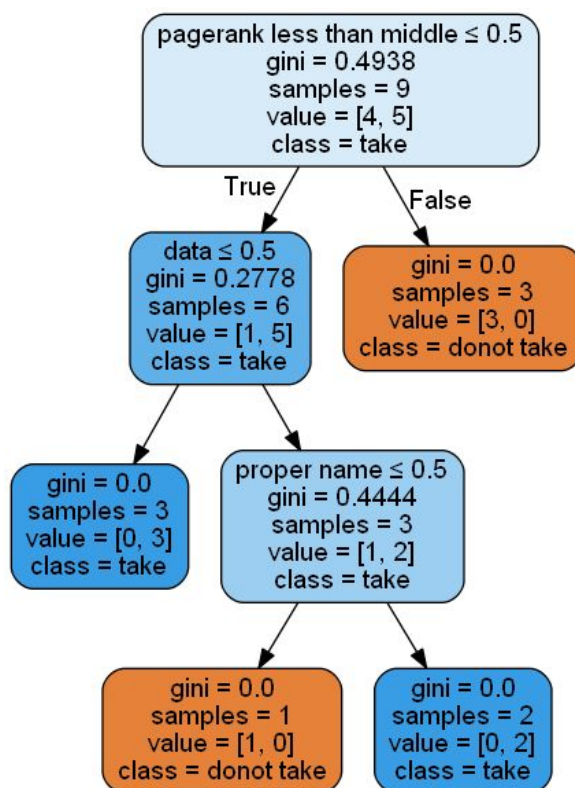 pagerank less than middle ≤ 0.5
gini = 0.4938
samples = 9
value = [4, 5]
class = take
True
False
data ≤ 0.5
gini = 0.2778
samples = 6
value = [1, 5]
class = take
gini = 0.0
samples = 3
value = [3, 0]
class = donot take
gini = 0.0
samples = 3
value = [0, 3]
class = take
proper name ≤ 0.5
gini = 0.4444
samples = 3
value = [1, 2]
class = take
gini = 0.0
samples = 1
value = [1, 0]
class = donot take
gini = 0.0
samples = 2
value = [0, 2]
class = take